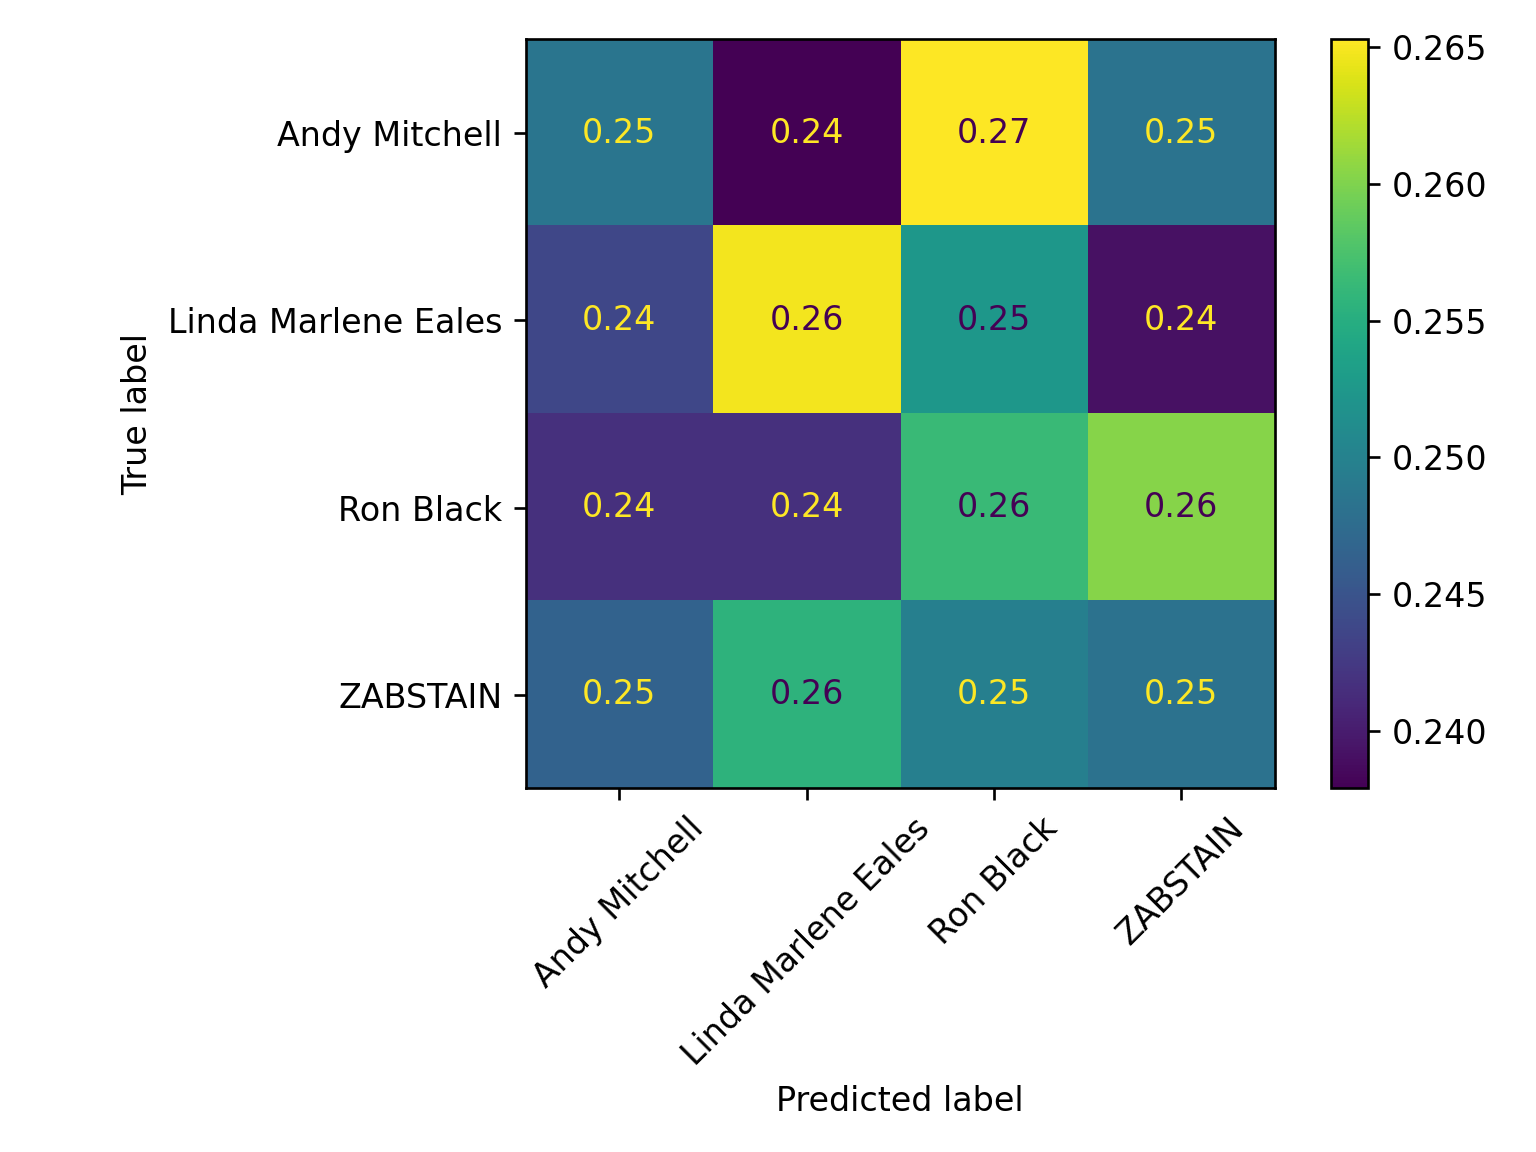 Andy Mitchell 0.25 0.24 0.27 0.25
Linda Marlene Eales 0.24 0.26 0.25 0.24
Ron Black 0.24 0.24 0.26 0.26
ZABSTAIN 0.25 0.26 0.25 0.25
True label
Andy Mitchell
Linda Marlene Eales
Ron Black
ZABSTAIN
Predicted label
0.265
0.260
0.255
0.250
0.245
0.240